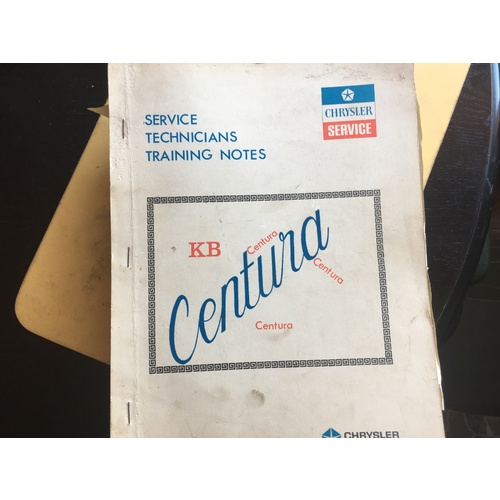 CHRYSLER
SERVICE
SERVICE
TECHNICIANS
TRAINING NOTES
KB
Centura
Centura
Centura
Centura
CHRYSLER